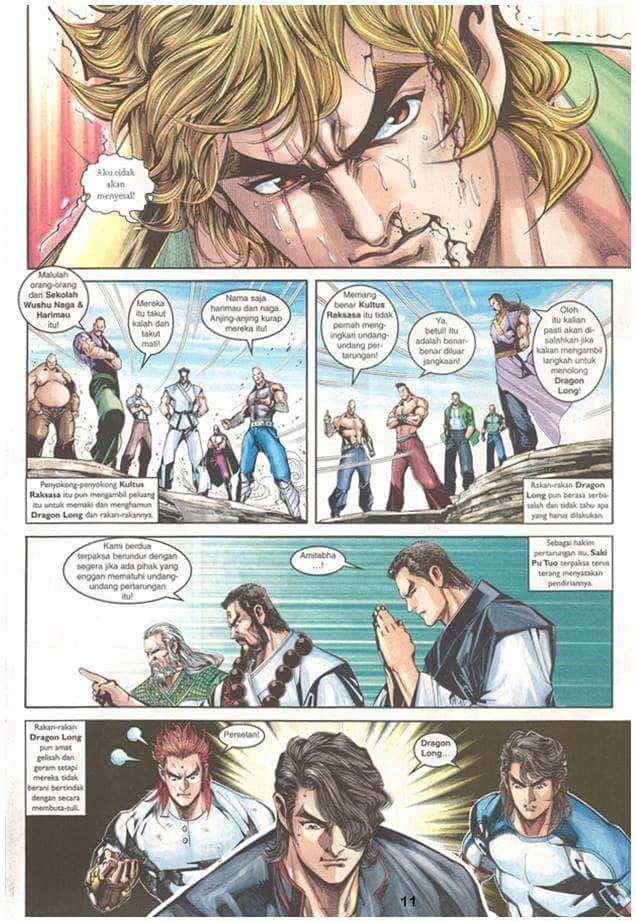 Aku tidak
akan
menyesal!
Malulah
orang-orang
dari Sekolah
Wushu Naga &
Harimau
itu!
Mereka
itu takut
kalah dan
takut
mati!
Nama saja
harimau dan naga.
Anjing-anjing kurap
mereka itu!
Penyokong-penyokong Kultus
Raksasa itu pun mengambil peluang
itu untuk memaki dan menghamun
Dragon Long dan rakan-rakannya.
Memang
benar Kultus
Raksasa itu tidak
pernah meng-
ingkari undang-
undang per-
tarungan!
Ya,
betul! Itu
adalah benar-
benar diluar
jangkaan!
Oleh
itu kalian
pasti akan di-
salahkan jika
kalian mengambil
langkah untuk
menolong
Dragon
Long!
Rakan-rakan Dragon
Long pun berasa serba-
salah dan tidak tahu apa
yang harus dilakukan.
Kami berdua
terpaksa berundur dengan
segera jika ada pihak yang
enggan mematuhi undang-
undang pertarungan
itu!
Amitabha
...!
Sebagai hakim
pertarungan itu, Saki
Pu Tuo terpaksa terus
terang menyatakan
pendiriannya.
Rakan-rakan
Dragon Long
pun amat
gelisah dan
geram tetapi
mereka tidak
berani bertindak
dengan secara
membuta-tuli.
Persetan!
Dragon
Long...
11